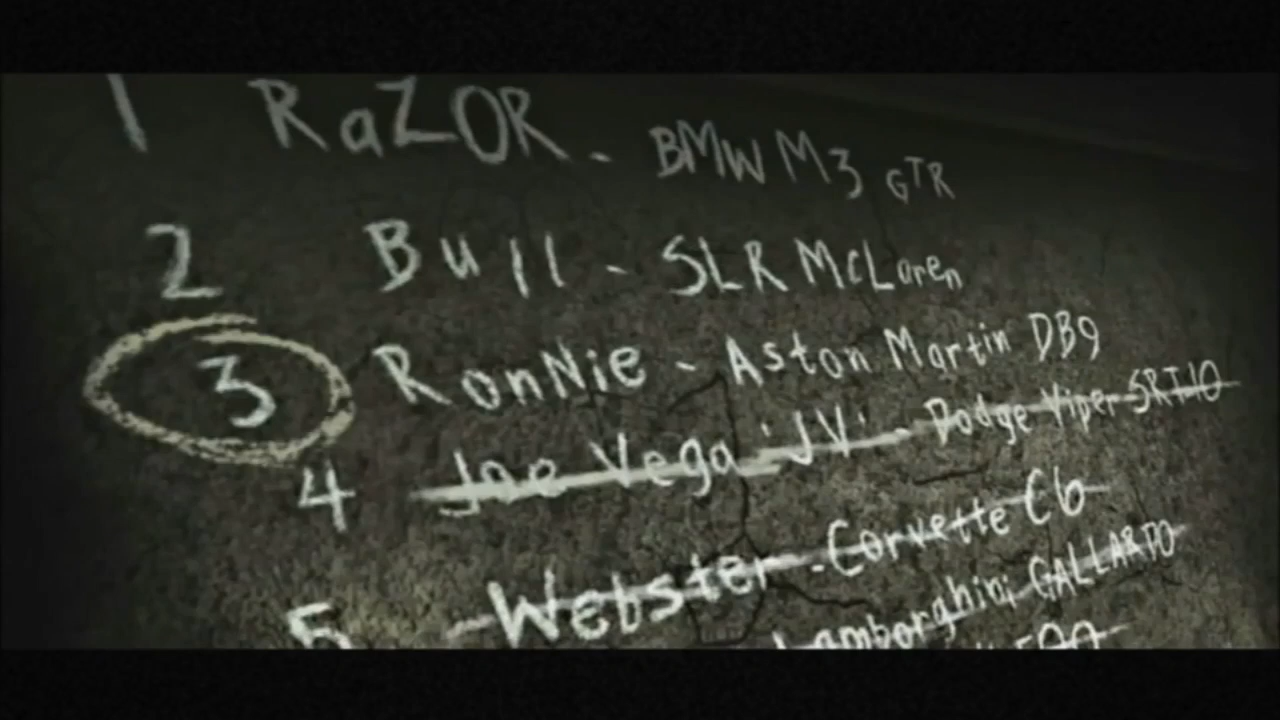 1 RaZOR - BMW M3 GTR
2 Bull - SLR McLaren
3 RonNie - Aston Martin DB9
4 Joe Vega 'JV' - Dodge Viper SRT10
5 Webster - Corvette C6
Lamborghini GALLARDO